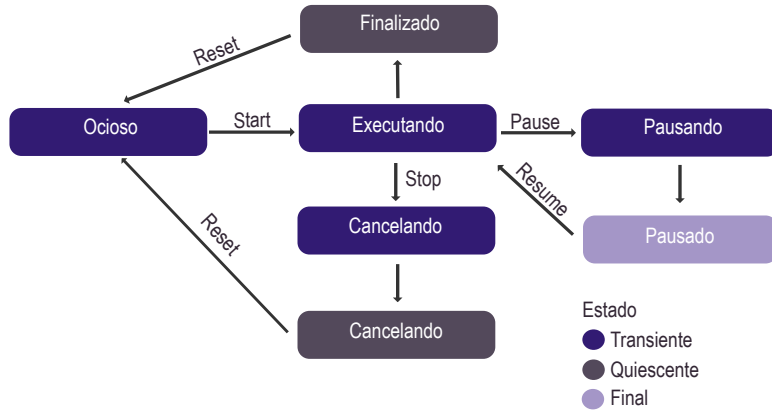 Finalizado
Reset
Ocioso
Start
Executando
Pause
Pausando
Stop
Resume
Reset
Cancelando
Pausado
Cancelando
Estado
Transiente
Quiescente
Final